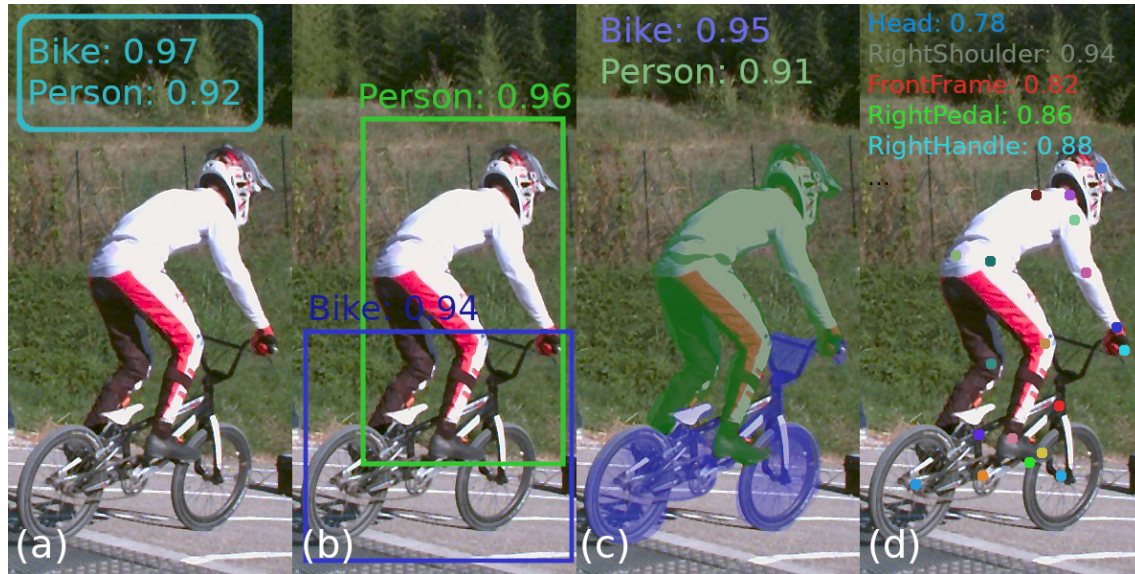 Bike: 0.97
Person: 0.92
(a)
Person: 0.96
Bike: 0.94
(b)
Bike: 0.95
Person: 0.91
(c)
Head: 0.78
RightShoulder: 0.94
FrontFrame: 0.82
RightPedal: 0.86
RightHandle: 0.88
...
(d)